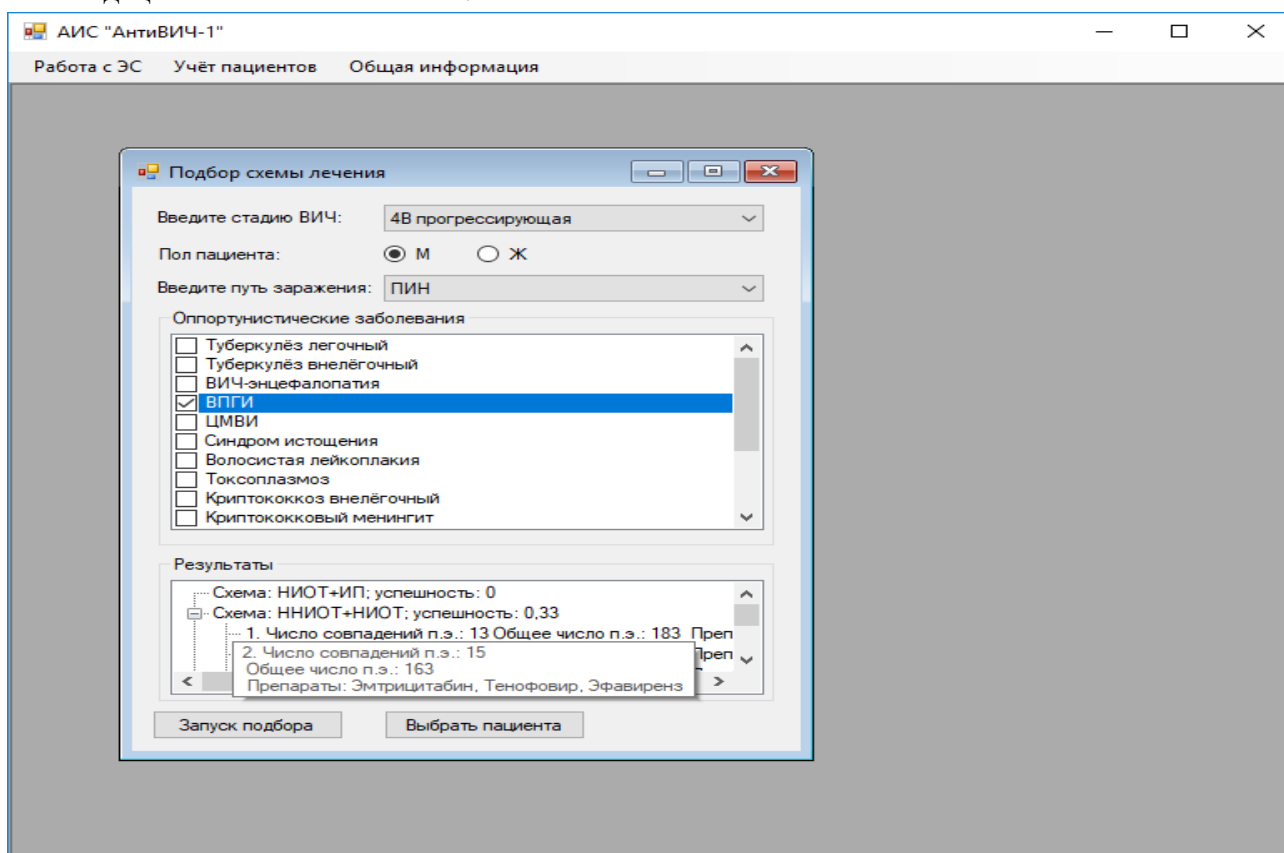 АИС "АнтиВИЧ-1"
Работа с ЭС Учёт пациентов Общая информация
Подбор схемы лечения
Введите стадию ВИЧ: 4В прогрессирующая
Пол пациента: М Ж
Введите путь заражения: ПИН
Оппортунистические заболевания
Туберкулёз легочный
Туберкулёз внелёгочный
ВИЧ-энцефалопатия
ВПГИ
ЦМВИ
Синдром истощения
Волосистая лейкоплакия
Токсоплазмоз
Криптококкоз внелёгочный
Криптококковый менингит
Результаты
Схема: НИОТ+ИП; успешность: 0
Схема: ННИОТ+НИОТ; успешность: 0,33
1. Число совпадений п.э.: 13 Общее число п.э.: 183 Преп
2. Число совпадений п.э.: 15
Общее число п.э.: 163
Препараты: Эмтрицитабин, Тенофовир, Эфавиренз
Запуск подбора Выбрать пациента